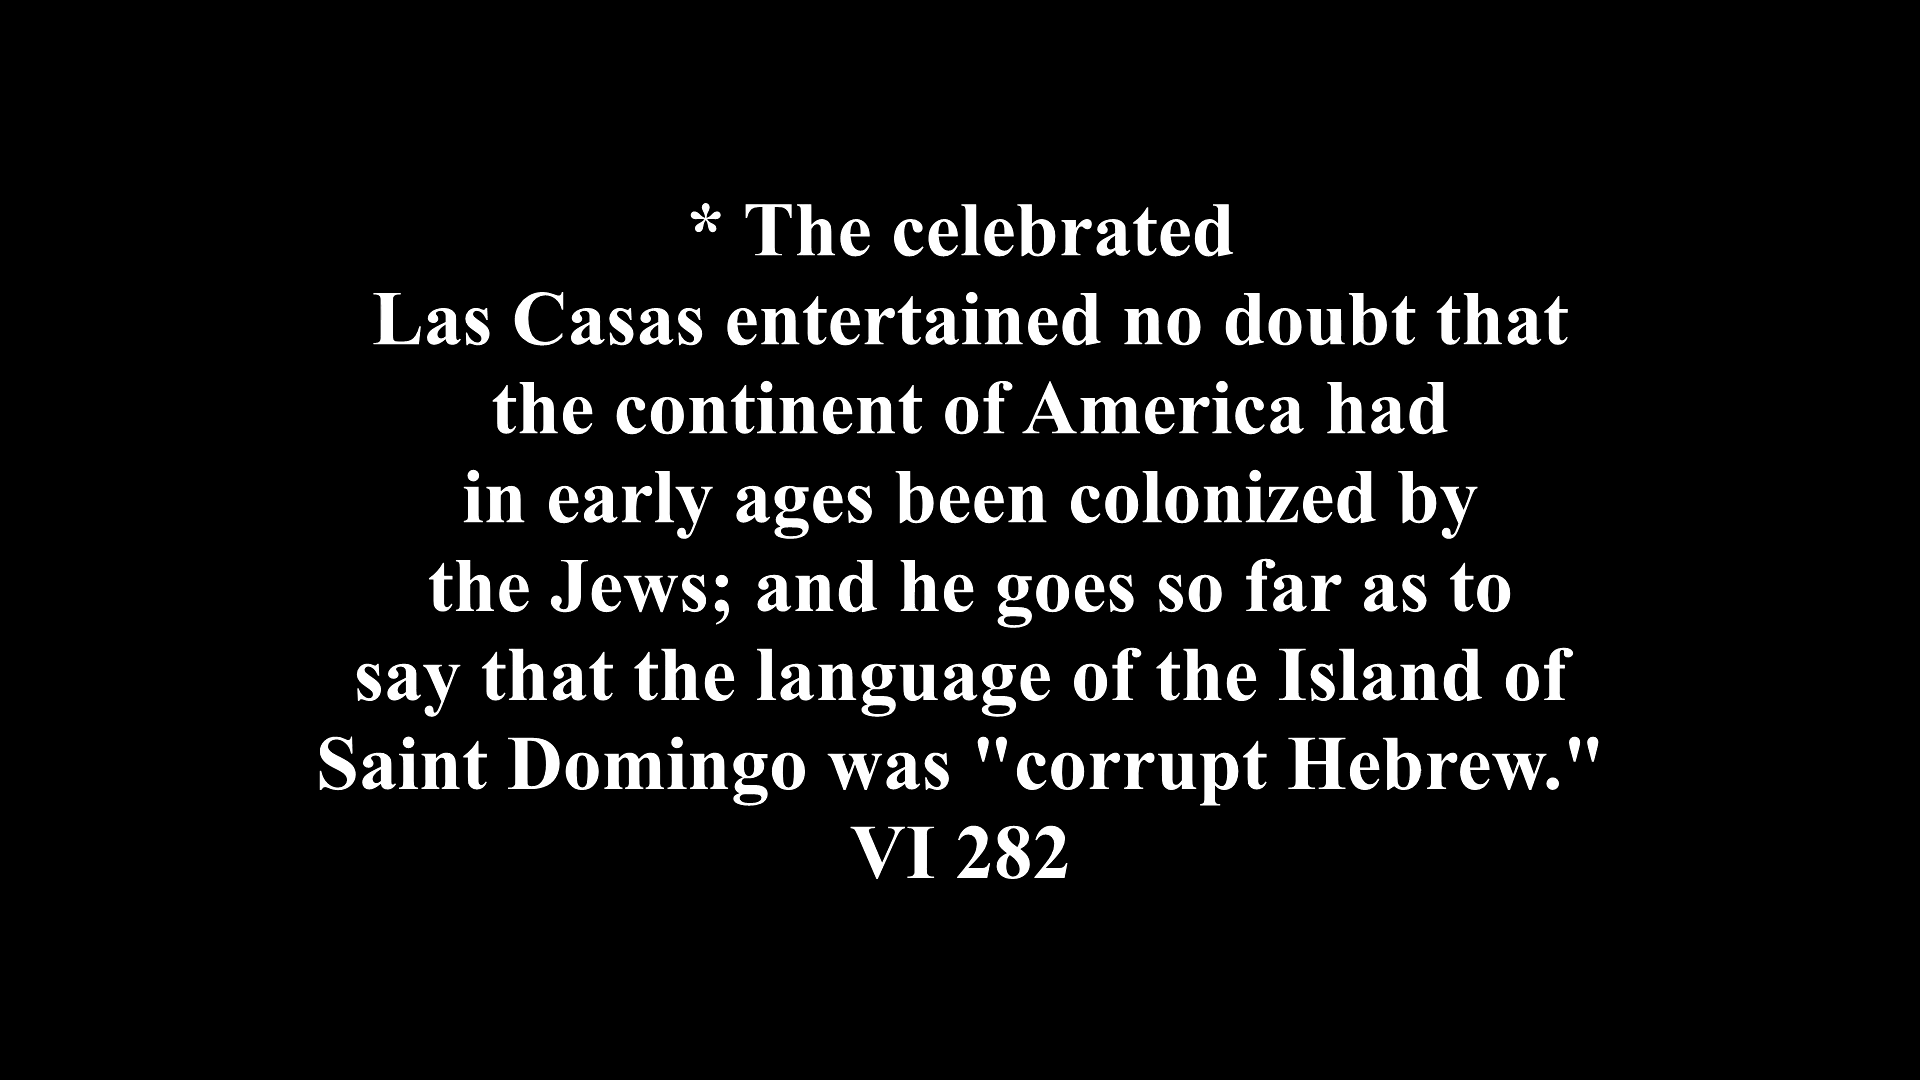 * The celebrated
Las Casas entertained no doubt that
the continent of America had
in early ages been colonized by
the Jews; and he goes so far as to
say that the language of the Island of
Saint Domingo was "corrupt Hebrew."
VI 282